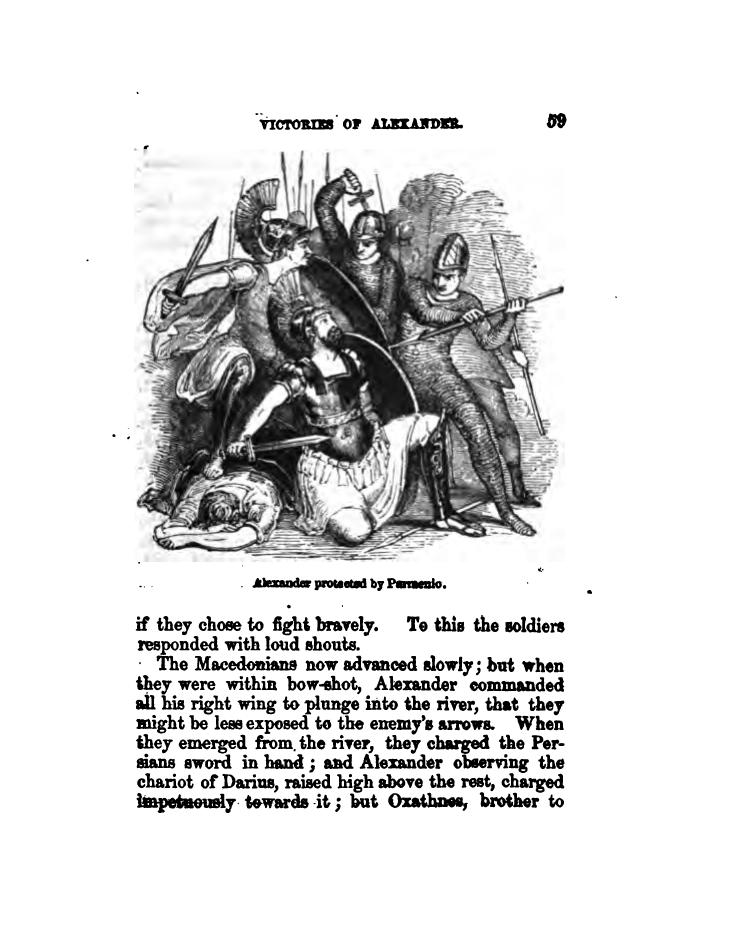 VICTORIES OF ALEXANDER. 59
Alexander protected by Parmenio.
if they chose to fight bravely. To this the soldiers
responded with loud shouts.
The Macedonians now advanced slowly; but when
they were within bow-shot, Alexander commanded
all his right wing to plunge into the river, that they
might be less exposed to the enemy's arrows. When
they emerged from the river, they charged the Per-
sians sword in hand; and Alexander observing the
chariot of Darius, raised high above the rest, charged
impetuously towards it; but Oxathnes, brother to